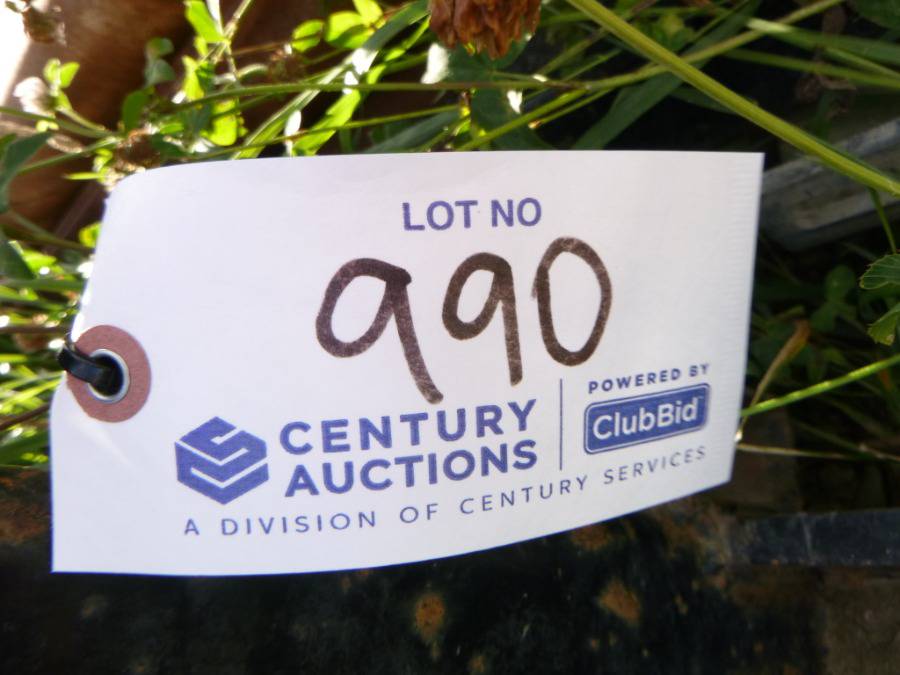 LOT NO
990
CENTURY
AUCTIONS
A DIVISION OF CENTURY SERVICES
POWERED BY
ClubBid